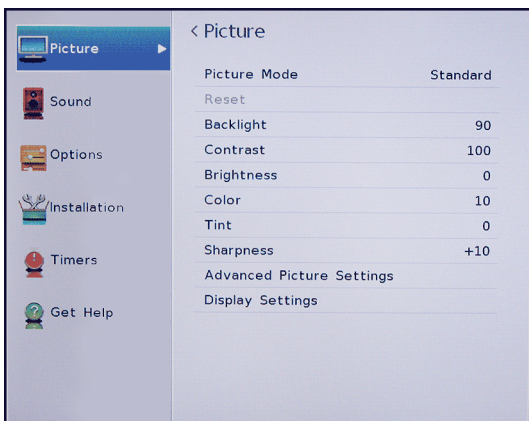 Picture
Sound
Options
Installation
Timers
Get Help
< Picture
Picture Mode Standard
Reset
Backlight 90
Contrast 100
Brightness 0
Color 10
Tint 0
Sharpness +10
Advanced Picture Settings
Display Settings